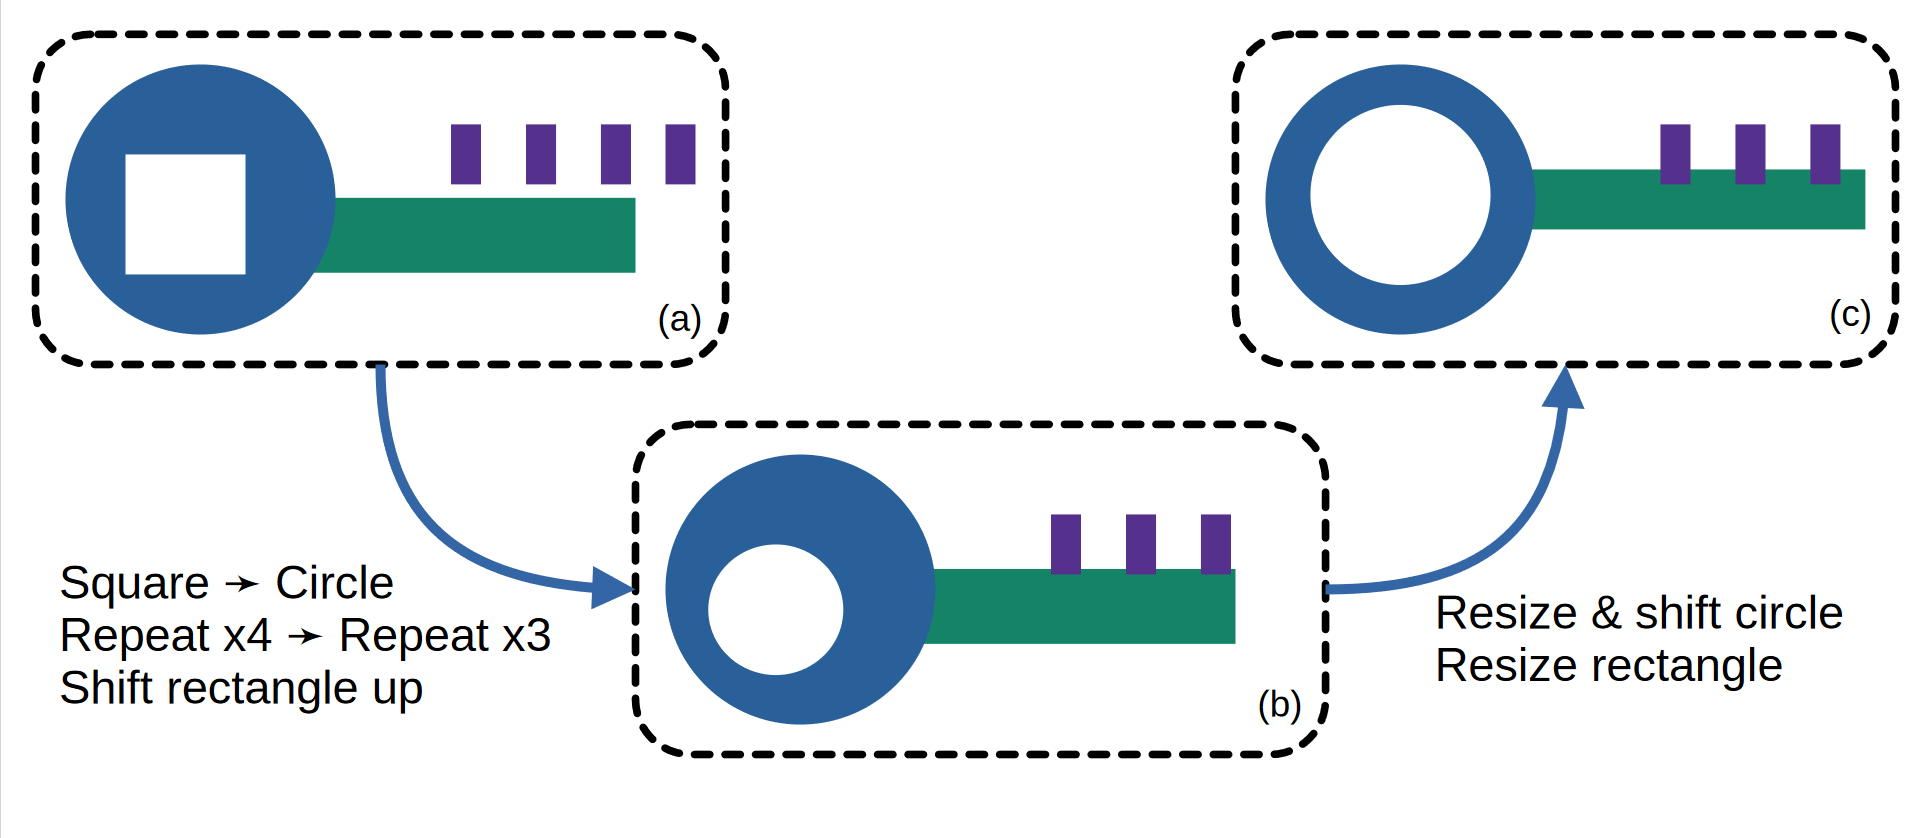 (a)
(c)
Square → Circle
Repeat x4 → Repeat x3
Shift rectangle up
(b)
Resize & shift circle
Resize rectangle